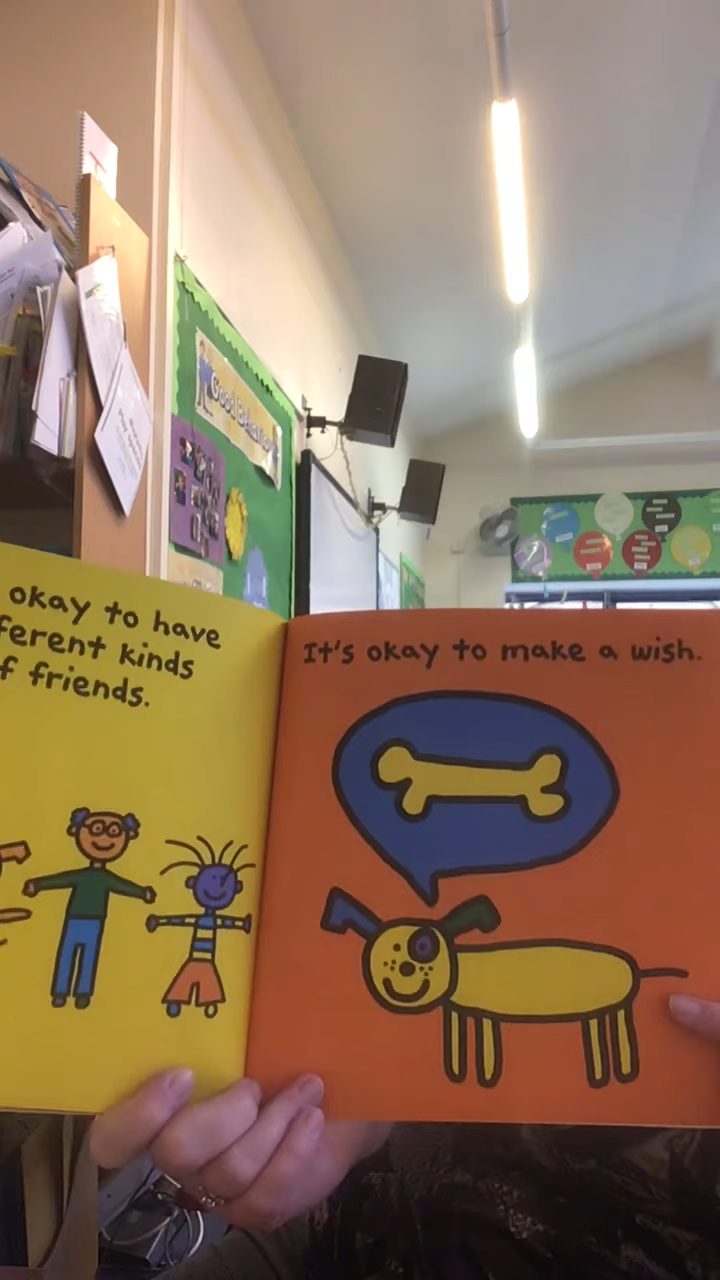 Good Behaviour
okay to have
ferent kinds
f friends.
It's okay to make a wish.